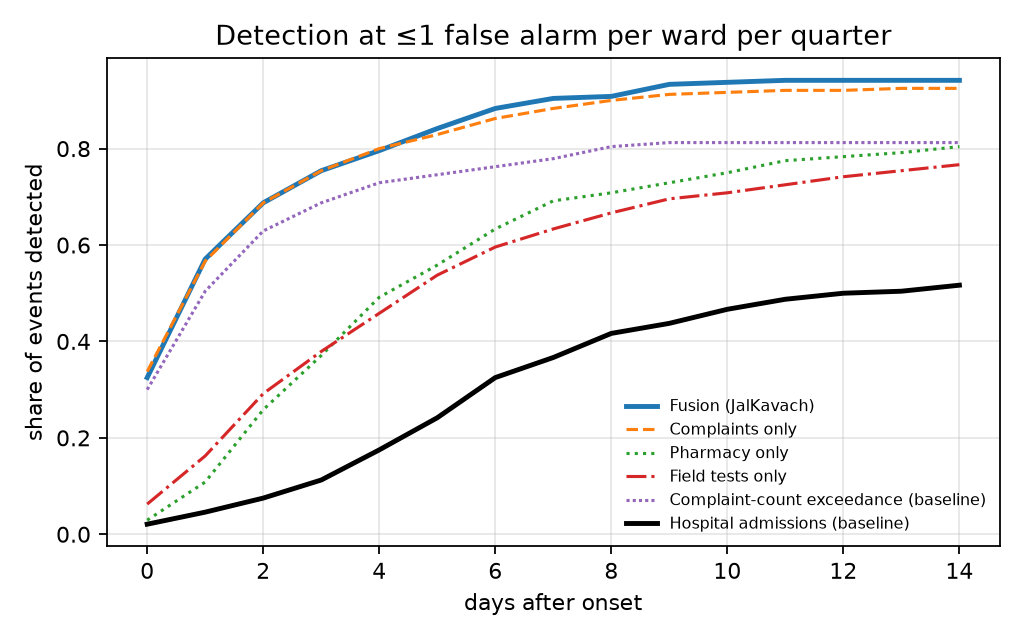 Detection at ≤1 false alarm per ward per quarter
share of events detected
0.8
0.6
0.4
0.2
0.0
Fusion (JalKavach)
Complaints only
Pharmacy only
Field tests only
Complaint-count exceedance (baseline)
Hospital admissions (baseline)
0 2 4 6 8 10 12 14
days after onset